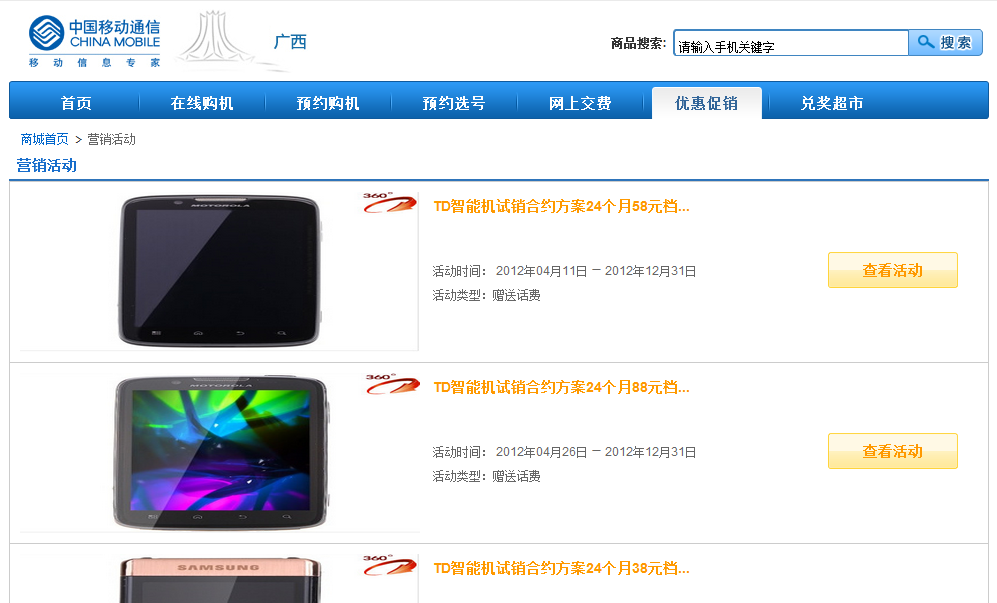 中国移动通信
CHINA MOBILE
移动信息专家
广西
商品搜索:
请输入手机关键字
搜索
首页 在线购机 预约购机 预约选号 网上交费 优惠促销 兑奖超市
商城首页 > 营销活动
营销活动
MOTOROLA
360°
TD智能机试销合约方案24个月58元档...
活动时间: 2012年04月11日 － 2012年12月31日
活动类型: 赠送话费
查看活动
MOTOROLA
360°
TD智能机试销合约方案24个月88元档...
活动时间: 2012年04月26日 － 2012年12月31日
活动类型: 赠送话费
查看活动
SAMSUNG
360°
TD智能机试销合约方案24个月38元档...